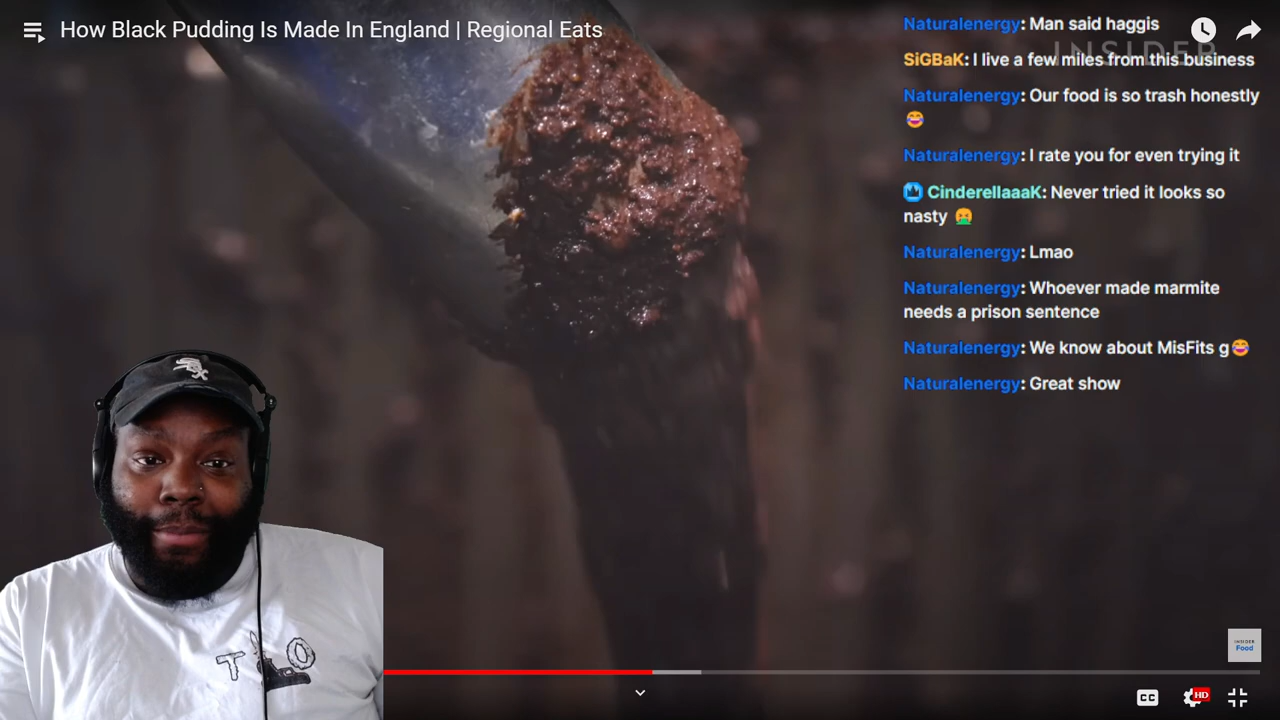 How Black Pudding Is Made In England | Regional Eats
INSIDER
Naturalenergy: Man said haggis
SiGBaK: I live a few miles from this business
Naturalenergy: Our food is so trash honestly
😂
Naturalenergy: I rate you for even trying it
CinderellaaaK: Never tried it looks so
nasty 🤮
Naturalenergy: Lmao
Naturalenergy: Whoever made marmite
needs a prison sentence
Naturalenergy: We know about MisFits g😂
Naturalenergy: Great show
SOX
T O
INSIDER
Food
CC
HD